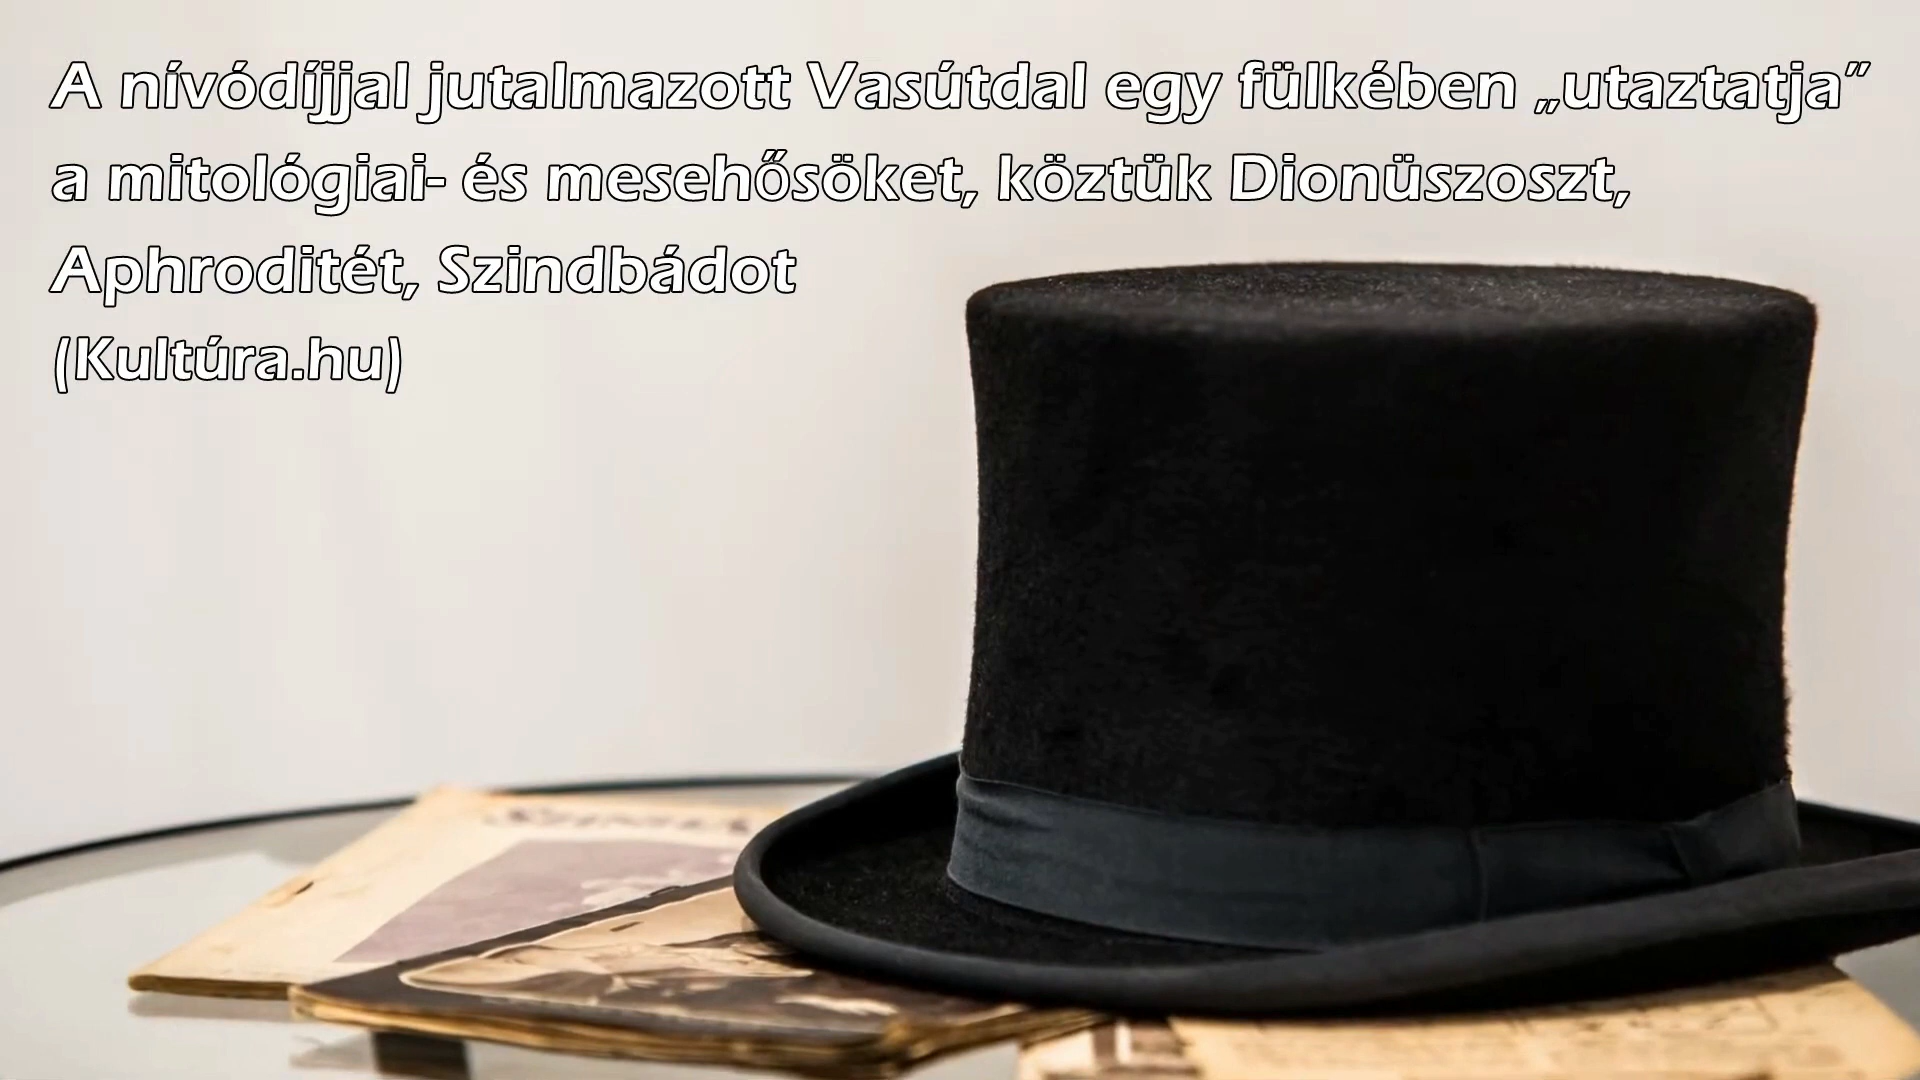 A nívódíjjal jutalmazott Vasútdal egy fülkében „utaztatja”
a mitológiai- és mesehősöket, köztük Dionüszoszt,
Aphroditét, Szindbádot
(Kultúra.hu)